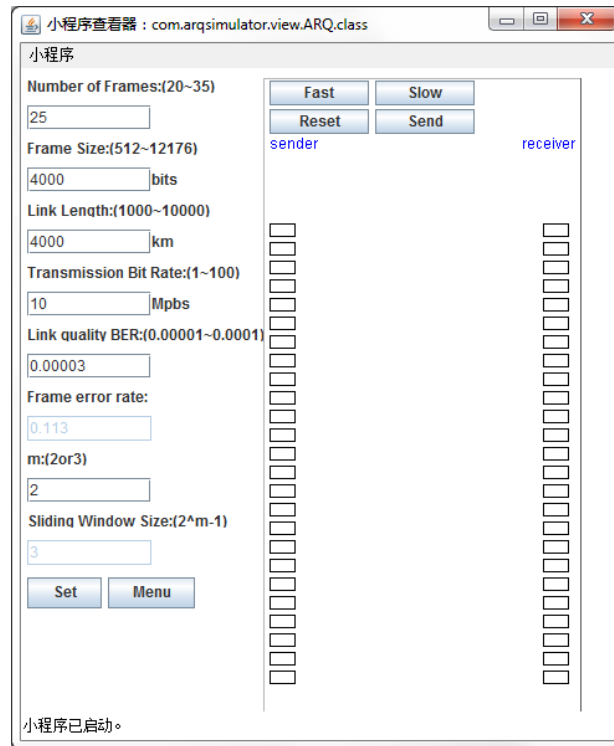 小程序查看器：com.arqsimulator.view.ARQ.class
小程序
Number of Frames:(20~35)
25
Frame Size:(512~12176)
4000 bits
Link Length:(1000~10000)
4000 km
Transmission Bit Rate:(1~100)
10 Mpbs
Link quality BER:(0.00001~0.0001)
0.00003
Frame error rate:
0.113
m:(2or3)
2
Sliding Window Size:(2^m-1)
3
Set Menu
Fast Slow
Reset Send
sender receiver
小程序已启动。